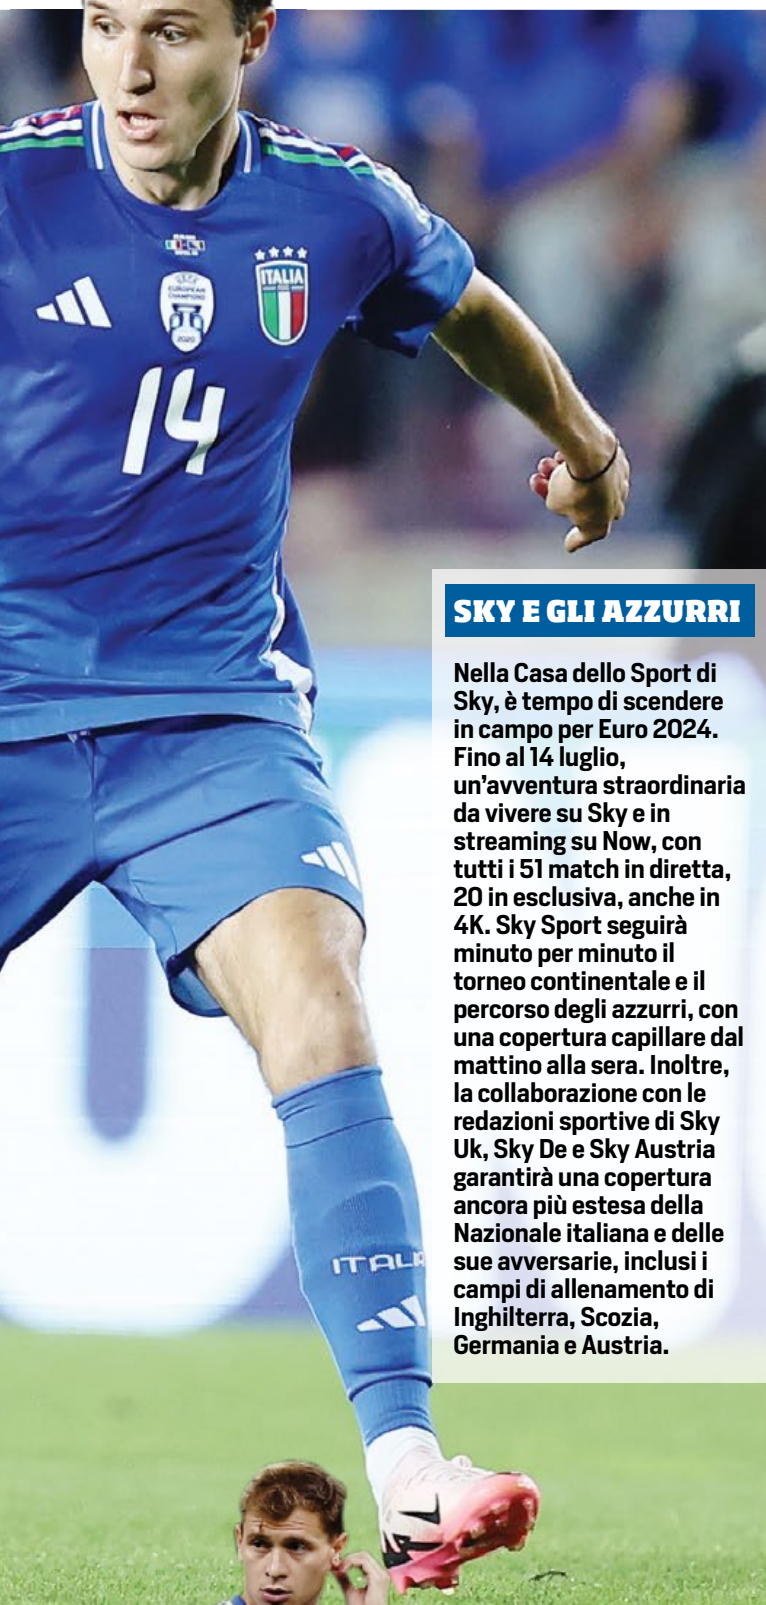 UEFA
EUROPEAN
CHAMPIONS
2020
ITALIA
14
SKY E GLI AZZURRI
Nella Casa dello Sport di
Sky, è tempo di scendere
in campo per Euro 2024.
Fino al 14 luglio,
un’avventura straordinaria
da vivere su Sky e in
streaming su Now, con
tutti i 51 match in diretta,
20 in esclusiva, anche in
4K. Sky Sport seguirà
minuto per minuto il
torneo continentale e il
percorso degli azzurri, con
una copertura capillare dal
mattino alla sera. Inoltre,
la collaborazione con le
redazioni sportive di Sky
Uk, Sky De e Sky Austria
garantirà una copertura
ancora più estesa della
Nazionale italiana e delle
sue avversarie, inclusi i
campi di allenamento di
Inghilterra, Scozia,
Germania e Austria.
ITALIA